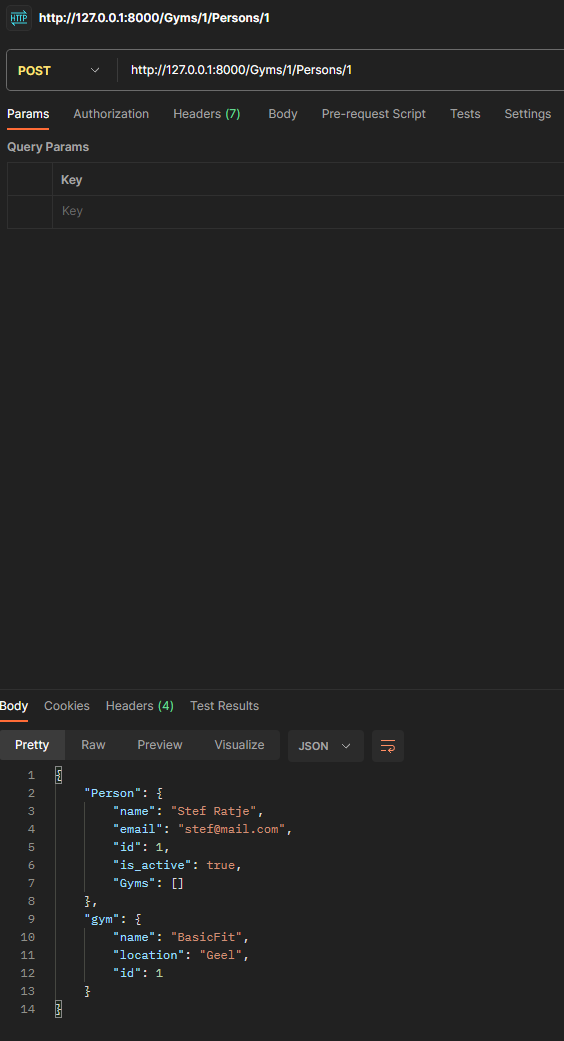 HTTP http://127.0.0.1:8000/Gyms/1/Persons/1
POST http://127.0.0.1:8000/Gyms/1/Persons/1
Params Authorization Headers (7) Body Pre-request Script Tests Settings
Query Params
Key
Key
Body Cookies Headers (4) Test Results
Pretty Raw Preview Visualize JSON
1 {
2 "Person": {
3 "name": "Stef Ratje",
4 "email": "stef@mail.com",
5 "id": 1,
6 "is_active": true,
7 "Gyms": []
8 },
9 "gym": {
10 "name": "BasicFit",
11 "location": "Geel",
12 "id": 1
13 }
14 }